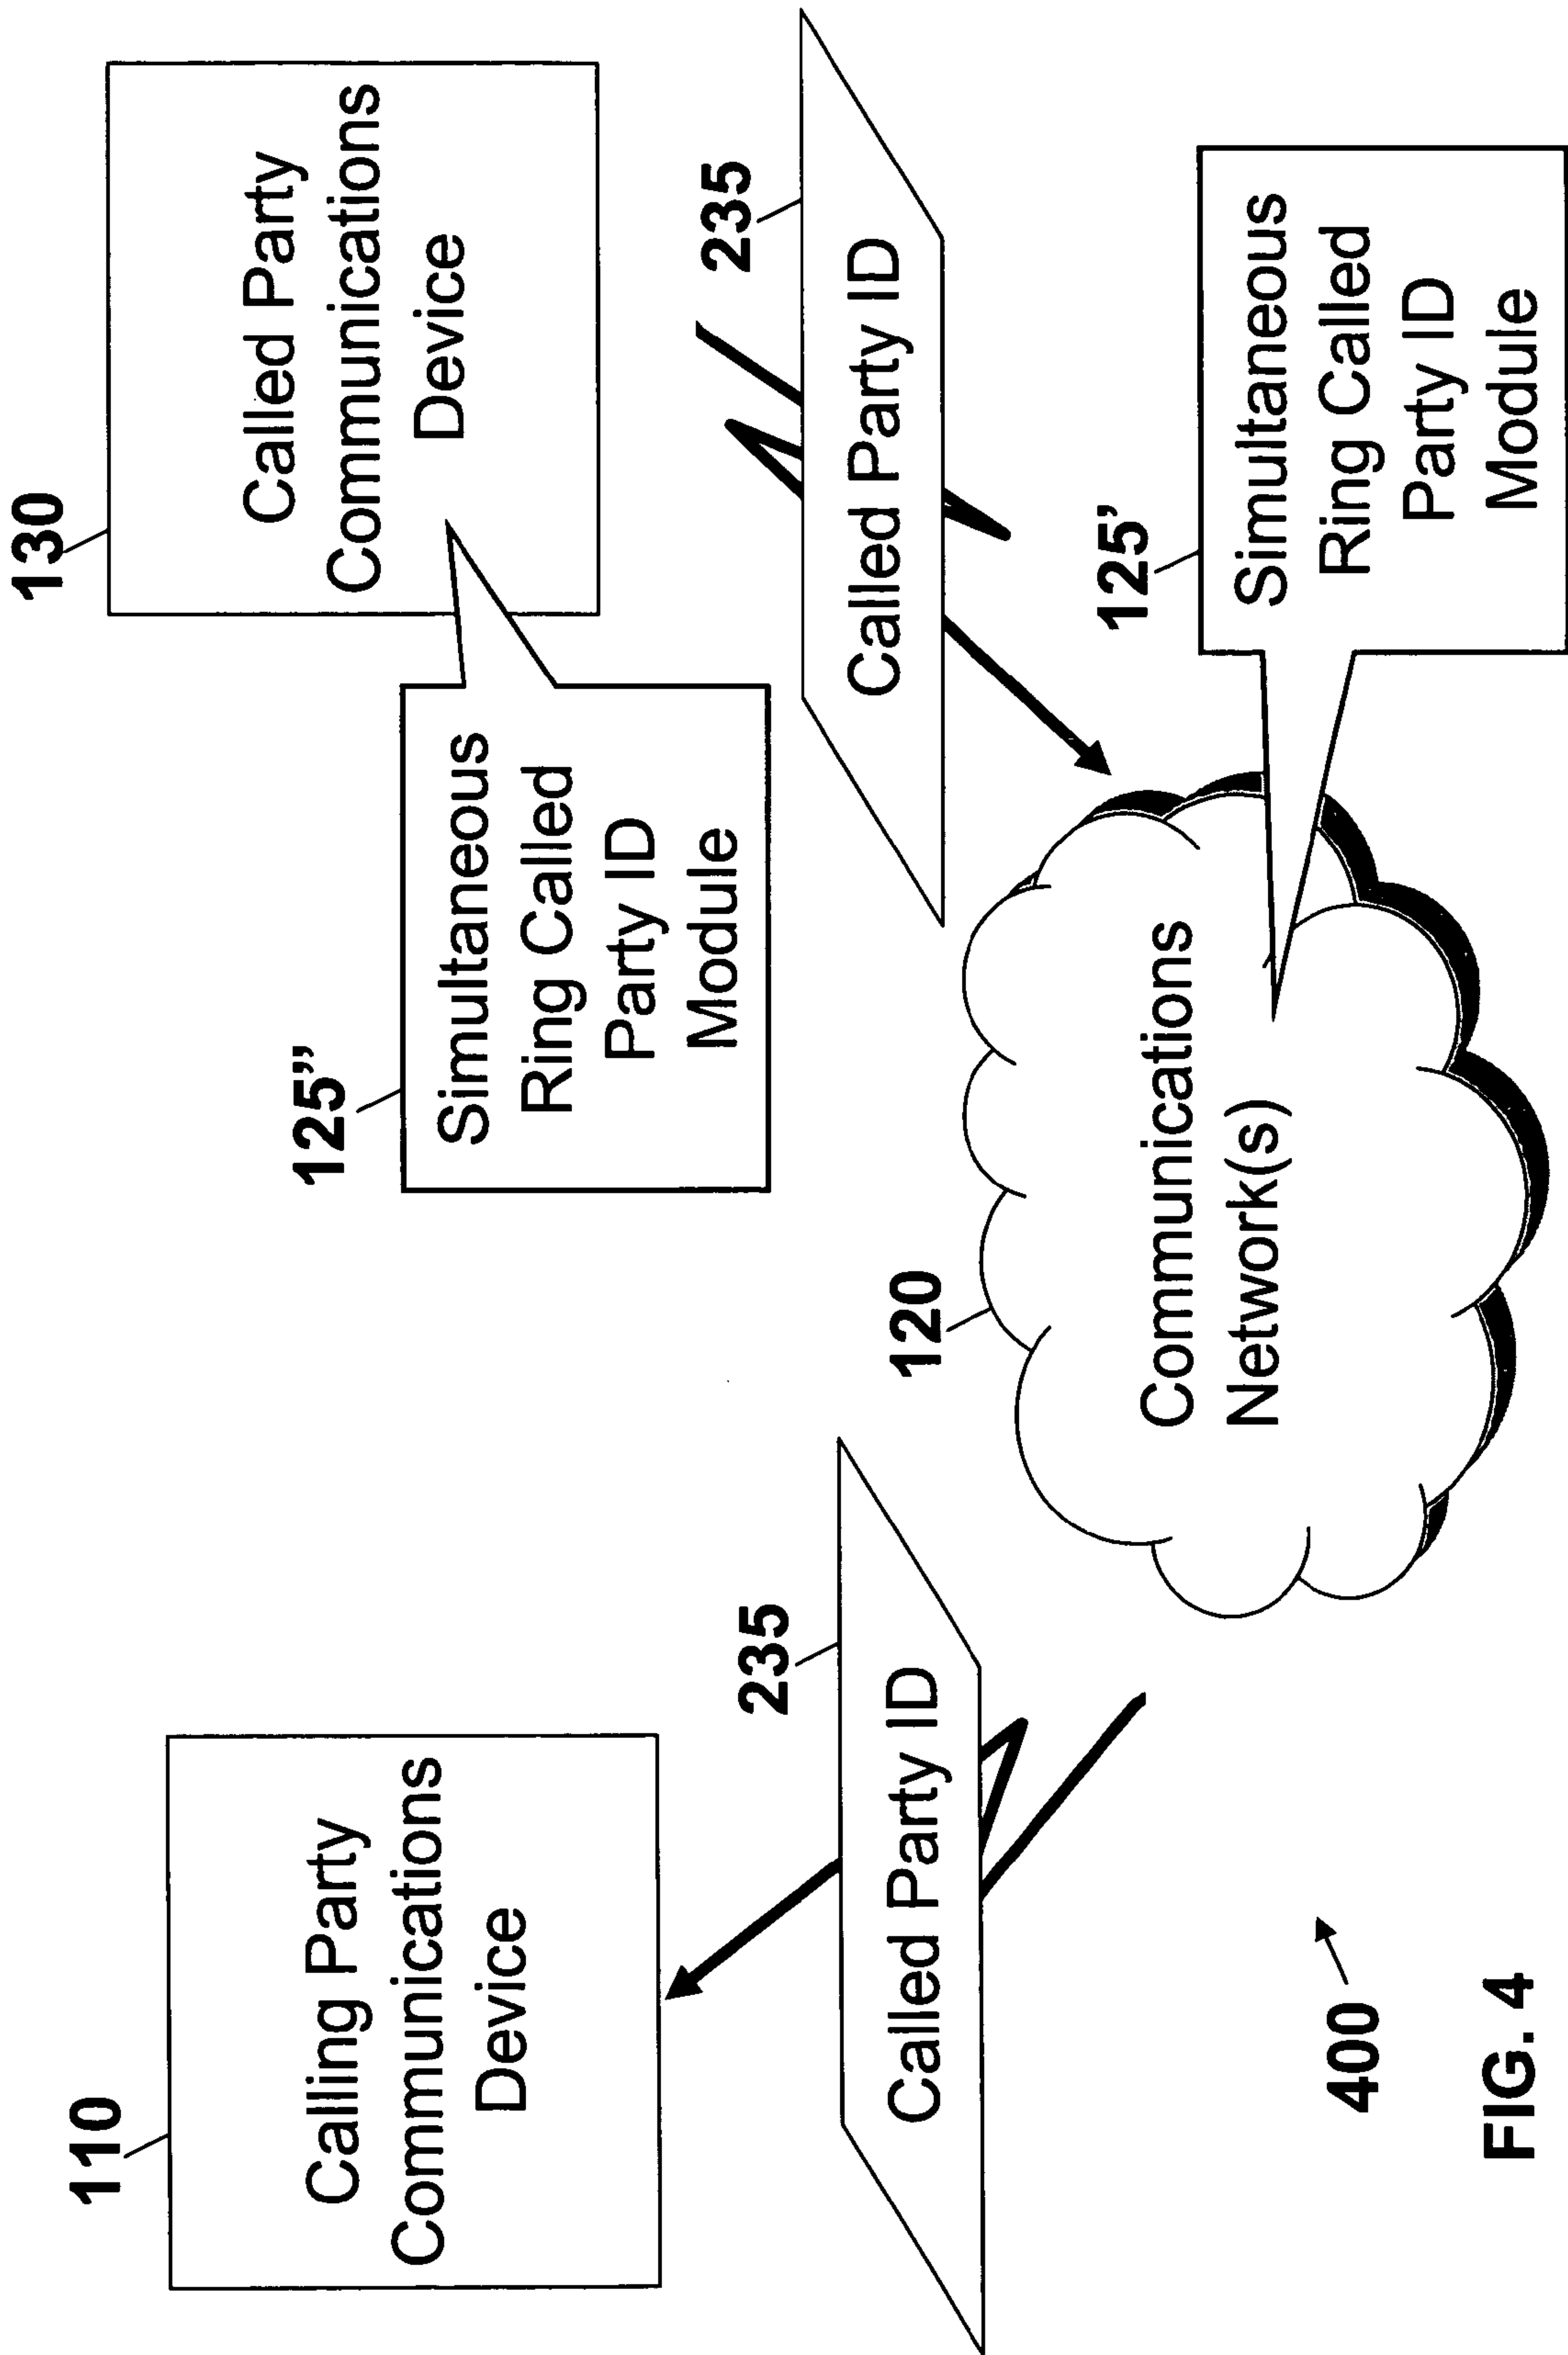 110
Calling Party
Communications
Device
130
Called Party
Communications
Device
125”
Simultaneous
Ring Called
Party ID
Module
235
Called Party ID
235
Called Party ID
120
Communications
Network(s)
125’
Simultaneous
Ring Called
Party ID
Module
400
FIG. 4